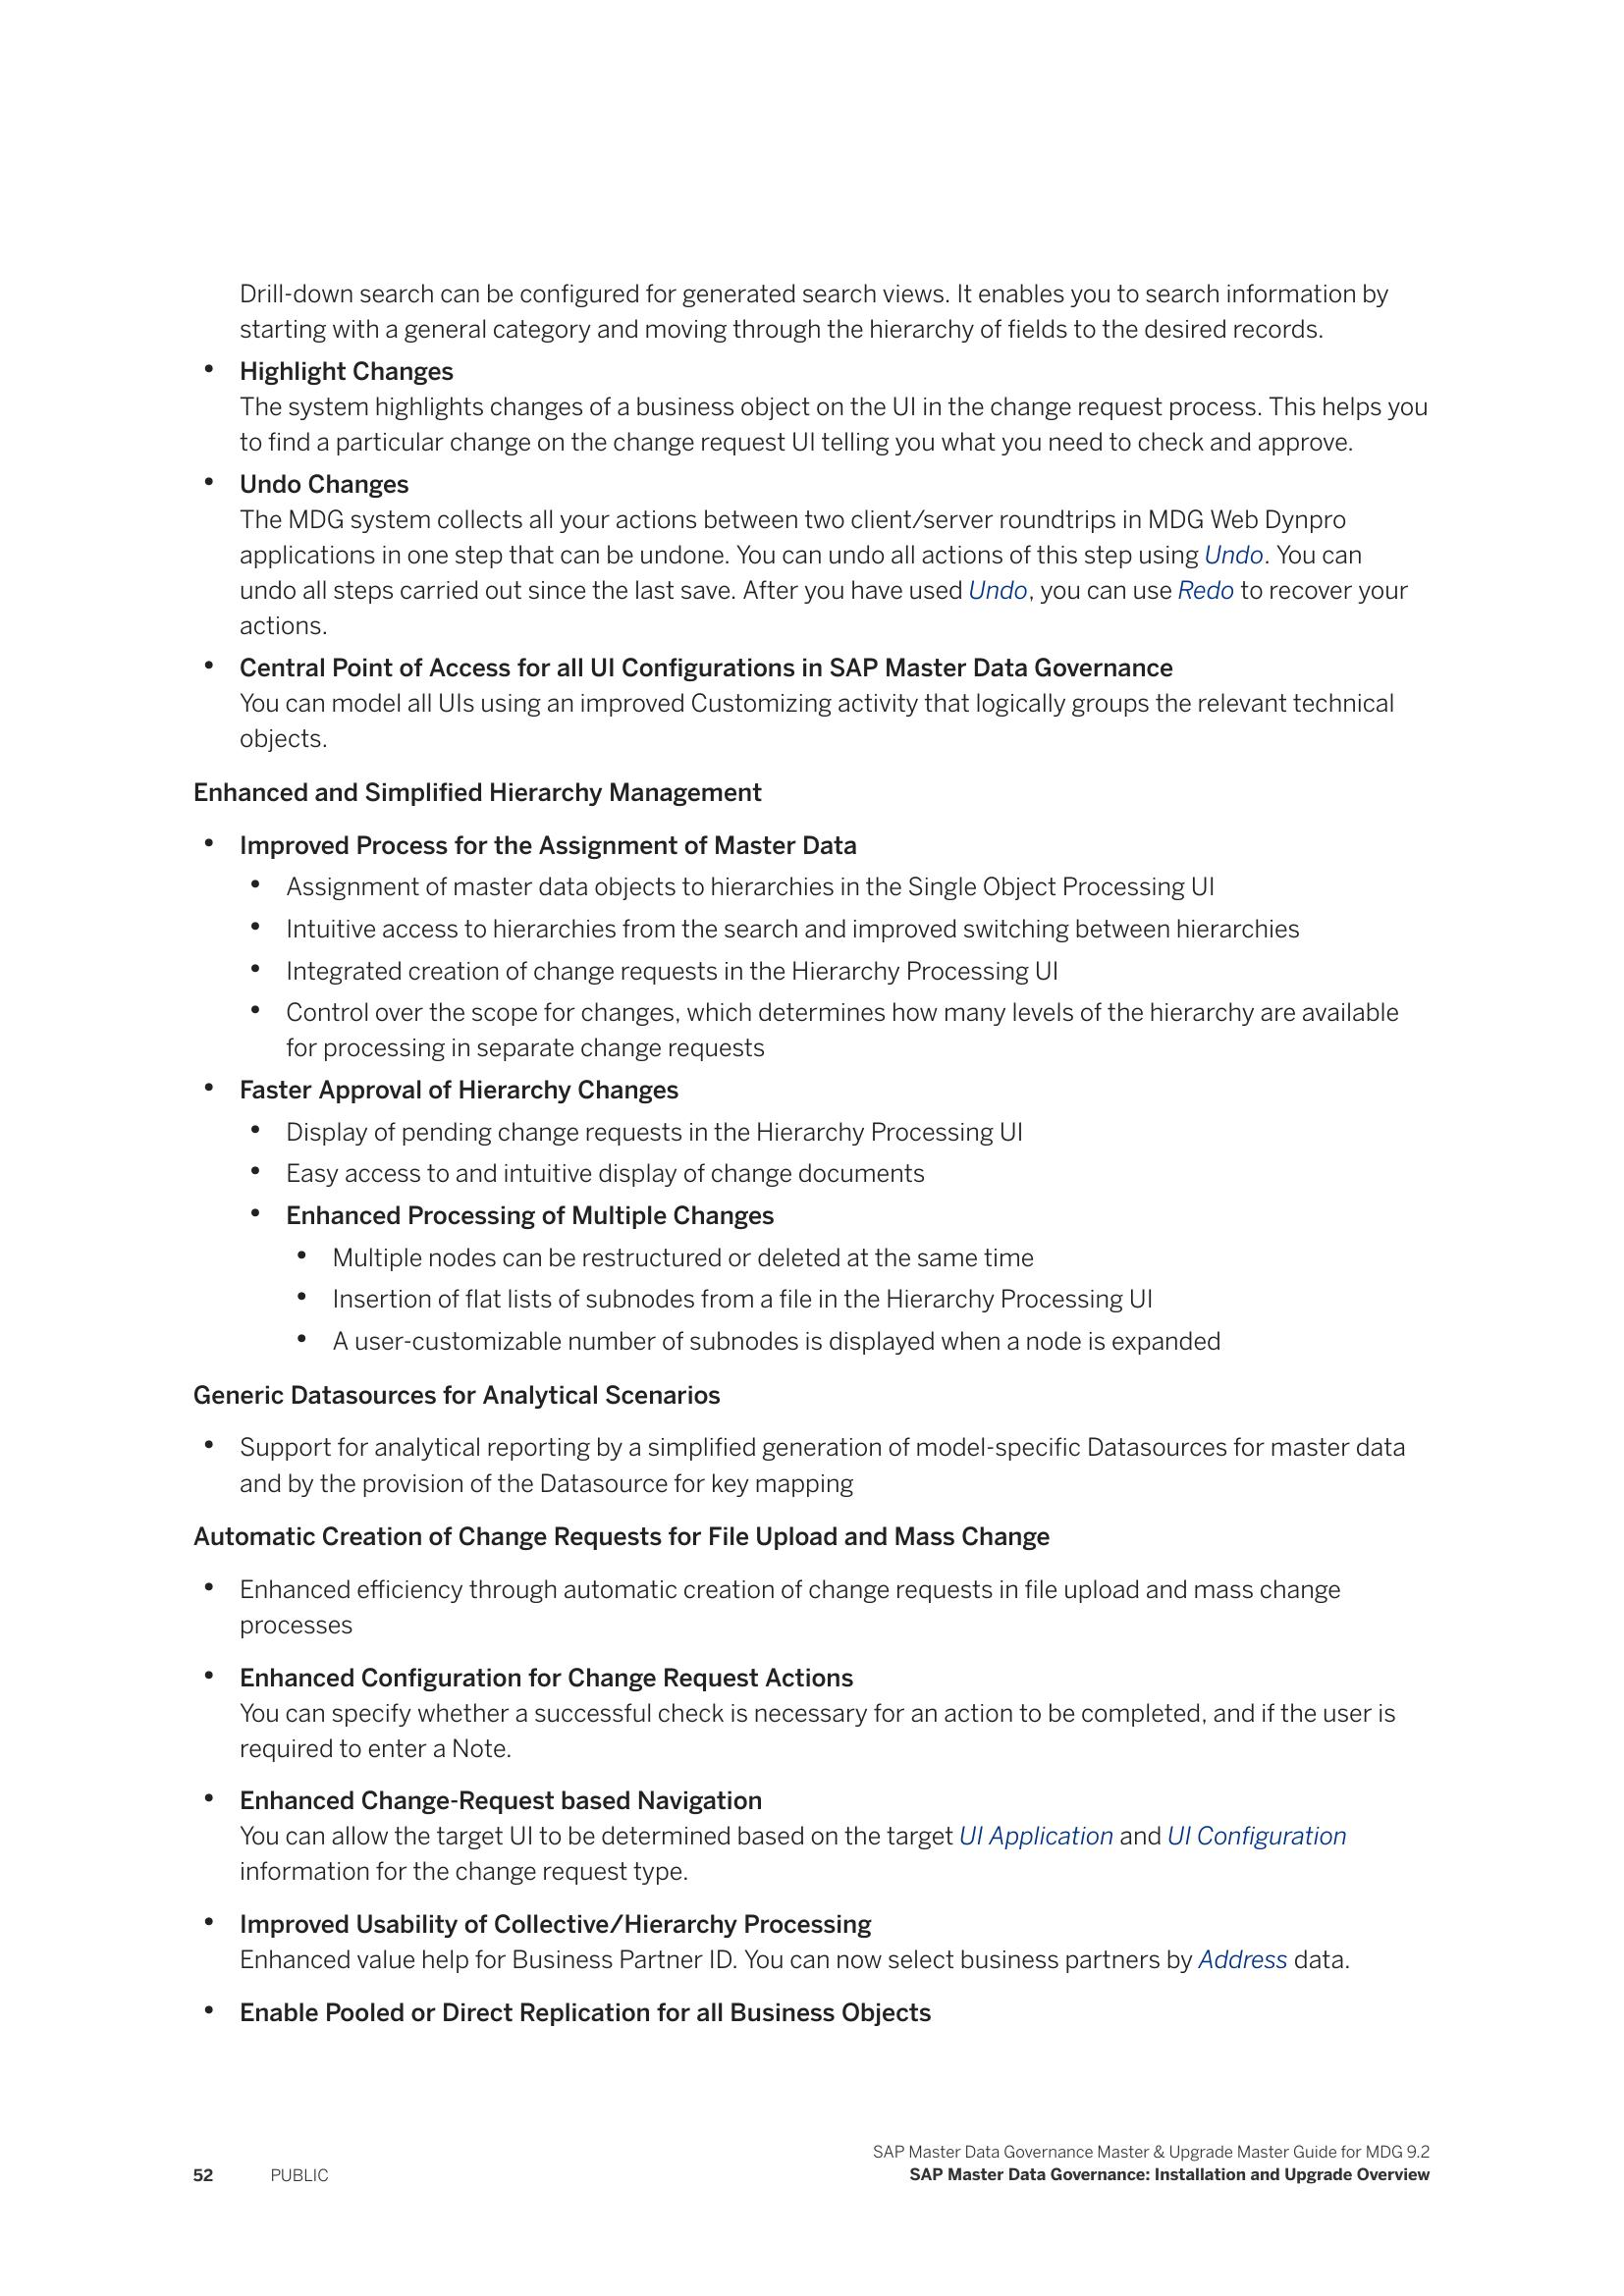 Drill-down search can be configured for generated search views. It enables you to search information by
starting with a general category and moving through the hierarchy of fields to the desired records.
• Highlight Changes
The system highlights changes of a business object on the UI in the change request process. This helps you
to find a particular change on the change request UI telling you what you need to check and approve.
• Undo Changes
The MDG system collects all your actions between two client/server roundtrips in MDG Web Dynpro
applications in one step that can be undone. You can undo all actions of this step using Undo. You can
undo all steps carried out since the last save. After you have used Undo, you can use Redo to recover your
actions.
• Central Point of Access for all UI Configurations in SAP Master Data Governance
You can model all UIs using an improved Customizing activity that logically groups the relevant technical
objects.
Enhanced and Simplified Hierarchy Management
• Improved Process for the Assignment of Master Data
• Assignment of master data objects to hierarchies in the Single Object Processing UI
• Intuitive access to hierarchies from the search and improved switching between hierarchies
• Integrated creation of change requests in the Hierarchy Processing UI
• Control over the scope for changes, which determines how many levels of the hierarchy are available
for processing in separate change requests
• Faster Approval of Hierarchy Changes
• Display of pending change requests in the Hierarchy Processing UI
• Easy access to and intuitive display of change documents
• Enhanced Processing of Multiple Changes
• Multiple nodes can be restructured or deleted at the same time
• Insertion of flat lists of subnodes from a file in the Hierarchy Processing UI
• A user-customizable number of subnodes is displayed when a node is expanded
Generic Datasources for Analytical Scenarios
• Support for analytical reporting by a simplified generation of model-specific Datasources for master data
and by the provision of the Datasource for key mapping
Automatic Creation of Change Requests for File Upload and Mass Change
• Enhanced efficiency through automatic creation of change requests in file upload and mass change
processes
• Enhanced Configuration for Change Request Actions
You can specify whether a successful check is necessary for an action to be completed, and if the user is
required to enter a Note.
• Enhanced Change-Request based Navigation
You can allow the target UI to be determined based on the target UI Application and UI Configuration
information for the change request type.
• Improved Usability of Collective/Hierarchy Processing
Enhanced value help for Business Partner ID. You can now select business partners by Address data.
• Enable Pooled or Direct Replication for all Business Objects
SAP Master Data Governance Master & Upgrade Master Guide for MDG 9.2
52 PUBLIC SAP Master Data Governance: Installation and Upgrade Overview